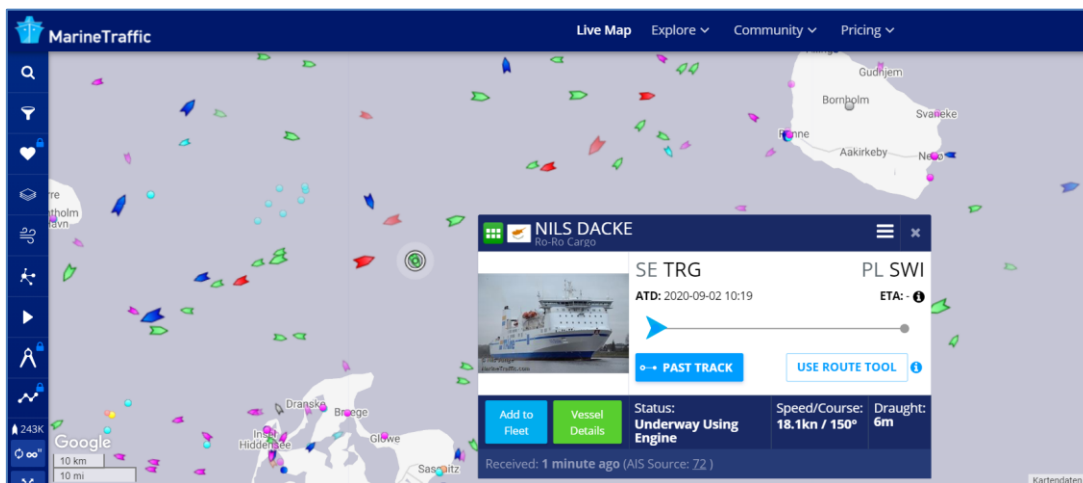 MarineTraffic
Live Map Explore Community Pricing
Gudhjem
Bornholm
Svaneke
Rønne
Aakirkeby
Nexø
NILS DACKE
Ro-Ro Cargo
SE TRG PL SWI
ATD: 2020-09-02 10:19 ETA: -
PAST TRACK USE ROUTE TOOL
Add to Fleet
Vessel Details
Status: Underway Using Engine
Speed/Course: 18.1kn / 150°
Draught: 6m
Received: 1 minute ago (AIS Source: 72 )
Dranske
Breege
Insel Hiddensee
Glowe
Sassnitz
243K
Google
10 km
10 mi
Kartendaten